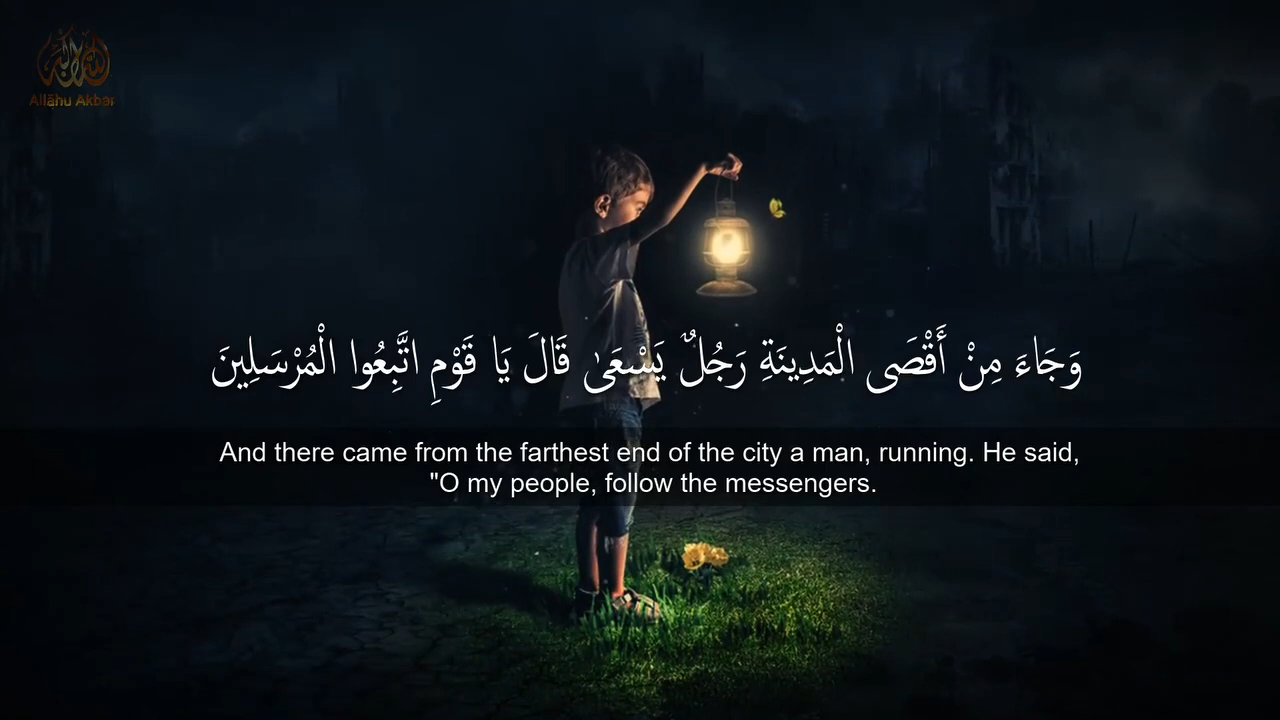 Allāhu Akbar
وَجَاءَ مِنْ أَقْصَى الْمَدِينَةِ رَجُلٌ يَسْعَىٰ قَالَ يَا قَوْمِ اتَّبِعُوا الْمُرْسَلِينَ
And there came from the farthest end of the city a man, running. He said,
"O my people, follow the messengers.